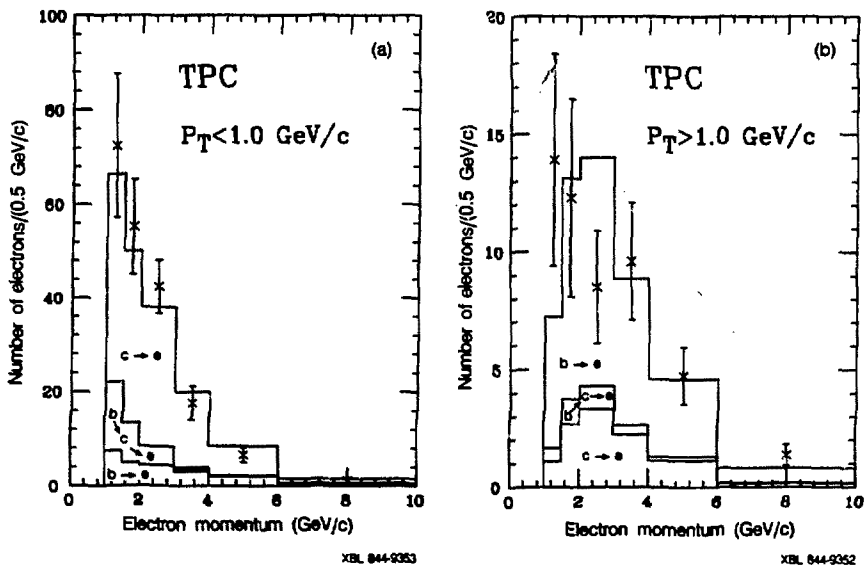 (a)
TPC
P_T<1.0 GeV/c
Number of electrons/(0.5 GeV/c)
100
80
60
40
20
0
c → e
b
c
e
b → e
0 2 4 6 8 10
Electron momentum (GeV/c)
XBL 844-9353
(b)
TPC
P_T>1.0 GeV/c
Number of electrons/(0.5 GeV/c)
20
15
10
5
0
b → e
c → e
b
c → e
0 2 4 6 8 10
Electron momentum (GeV/c)
XBL 844-9352